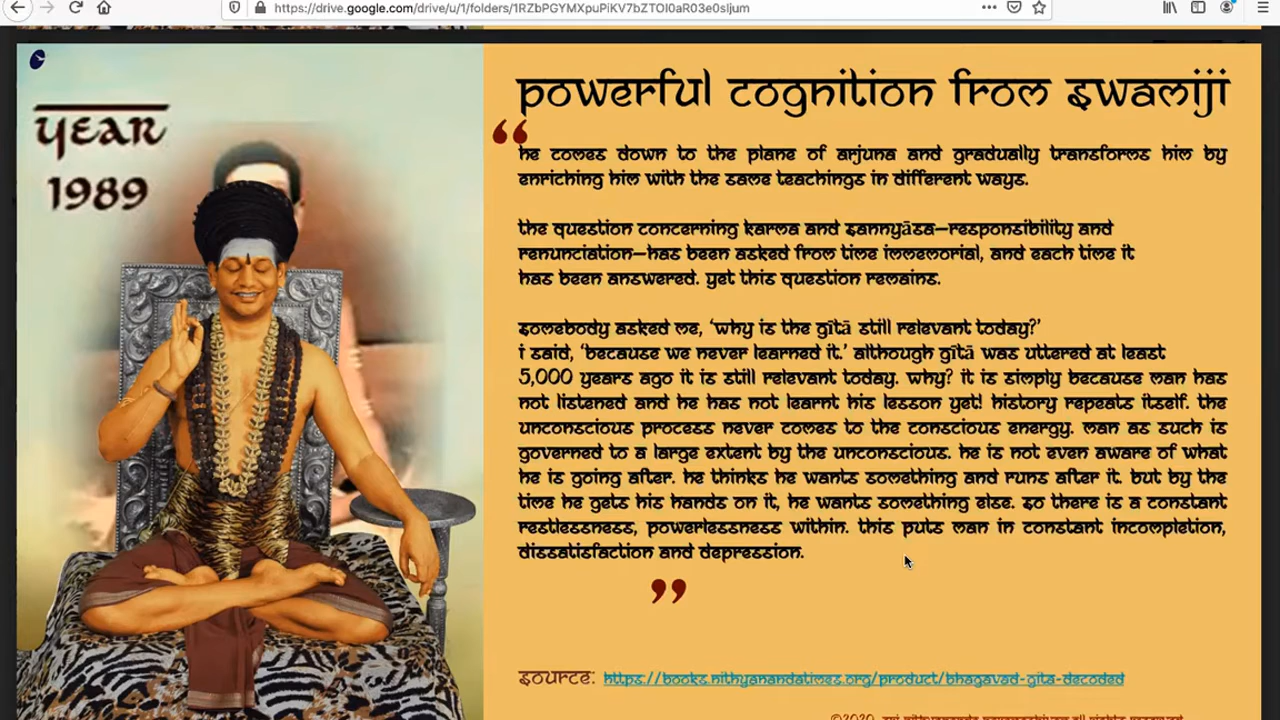 https://drive.google.com/drive/u/1/folders/1RZbPGYMXpuPiKV7bZTOI0aR03e0sIjum
YEAR
1989
powerful cognition from swamiji
“
he comes down to the plane of arjuna and gradually transforms him by
enriching him with the same teachings in different ways.
the question concerning karma and sannyāsa—responsibility and
renunciation—has been asked from time immemorial, and each time it
has been answered. yet this question remains.
somebody asked me, ‘why is the gītā still relevant today?’
i said, ‘because we never learned it.’ although gītā was uttered at least
5,000 years ago it is still relevant today. why? it is simply because man has
not listened and he has not learnt his lesson yet! history repeats itself. the
unconscious process never comes to the conscious energy. man as such is
governed to a large extent by the unconscious. he is not even aware of what
he is going after. he thinks he wants something and runs after it. but by the
time he gets his hands on it, he wants something else. so there is a constant
restlessness, powerlessness within. this puts man in constant incompletion,
dissatisfaction and depression.
”
source: https://books.nithyanandatimes.org/product/bhagavad-gita-decoded
©2020 sri nithyananda paramashivam all rights reserved